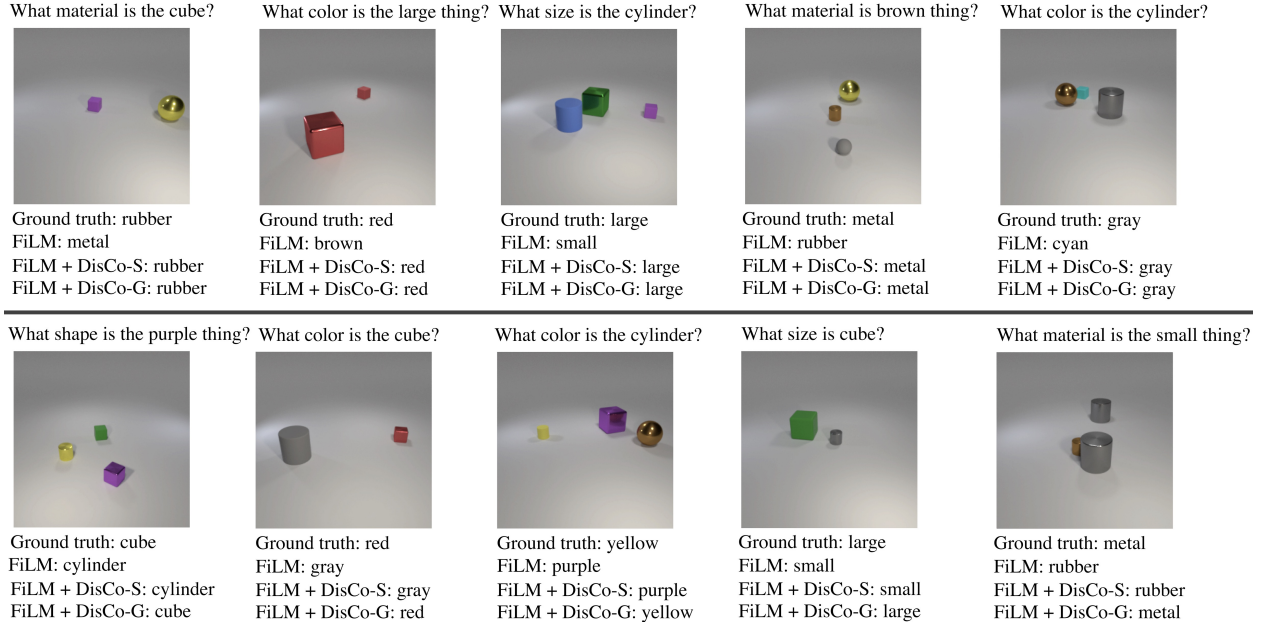 What material is the cube?
What color is the large thing?
What size is the cylinder?
What material is brown thing?
What color is the cylinder?
Ground truth: rubber
FiLM: metal
FiLM + DisCo-S: rubber
FiLM + DisCo-G: rubber
Ground truth: red
FiLM: brown
FiLM + DisCo-S: red
FiLM + DisCo-G: red
Ground truth: large
FiLM: small
FiLM + DisCo-S: large
FiLM + DisCo-G: large
Ground truth: metal
FiLM: rubber
FiLM + DisCo-S: metal
FiLM + DisCo-G: metal
Ground truth: gray
FiLM: cyan
FiLM + DisCo-S: gray
FiLM + DisCo-G: gray
What shape is the purple thing?
What color is the cube?
What color is the cylinder?
What size is cube?
What material is the small thing?
Ground truth: cube
FiLM: cylinder
FiLM + DisCo-S: cylinder
FiLM + DisCo-G: cube
Ground truth: red
FiLM: gray
FiLM + DisCo-S: gray
FiLM + DisCo-G: red
Ground truth: yellow
FiLM: purple
FiLM + DisCo-S: purple
FiLM + DisCo-G: yellow
Ground truth: large
FiLM: small
FiLM + DisCo-S: small
FiLM + DisCo-G: large
Ground truth: metal
FiLM: rubber
FiLM + DisCo-S: rubber
FiLM + DisCo-G: metal